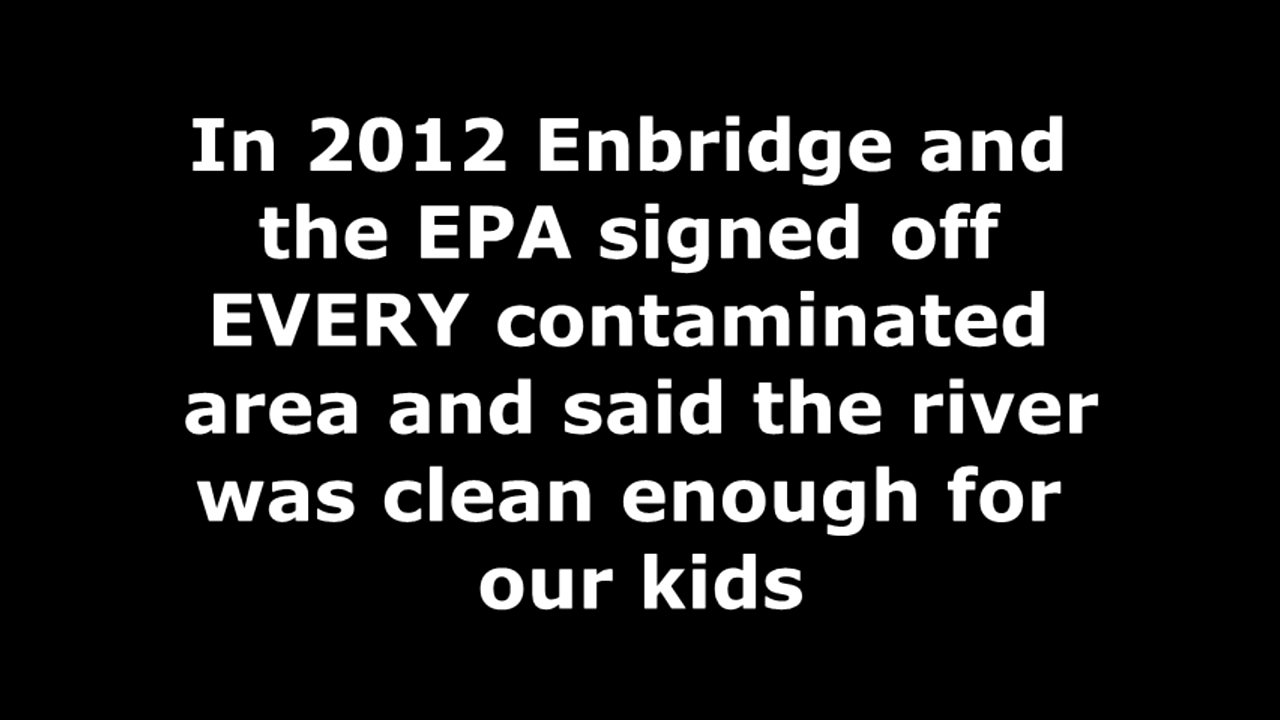 In 2012 Enbridge and
the EPA signed off
EVERY contaminated
area and said the river
was clean enough for
our kids